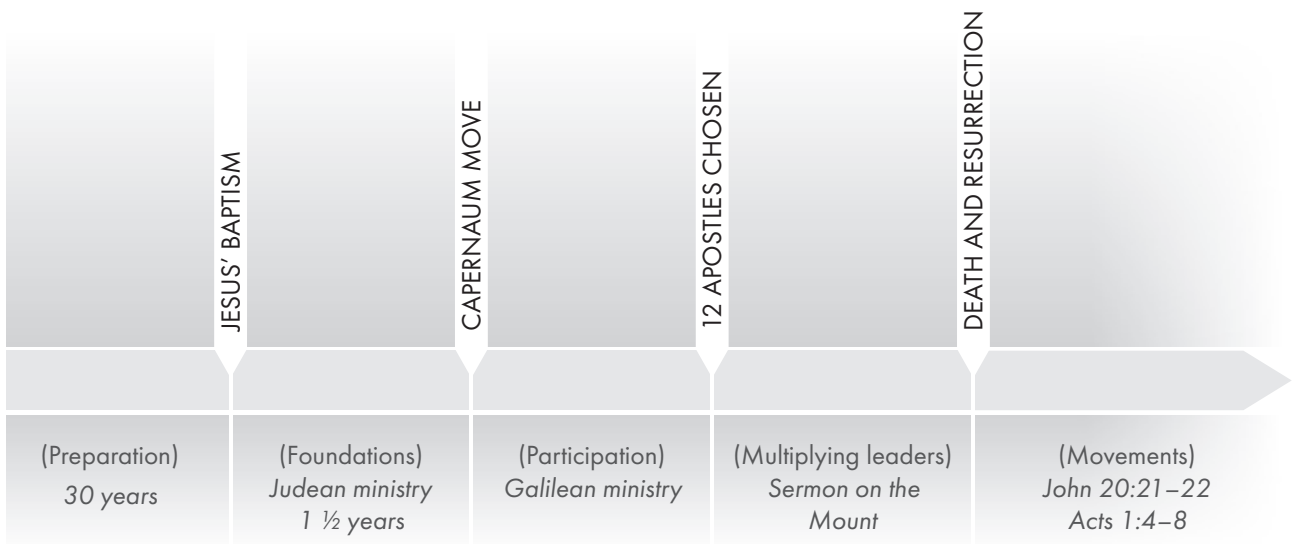 JESUS’ BAPTISM
CAPERNAUM MOVE
12 APOSTLES CHOSEN
DEATH AND RESURRECTION
(Preparation)
30 years
(Foundations)
Judean ministry
1 ½ years
(Participation)
Galilean ministry
(Multiplying leaders)
Sermon on the
Mount
(Movements)
John 20:21–22
Acts 1:4–8